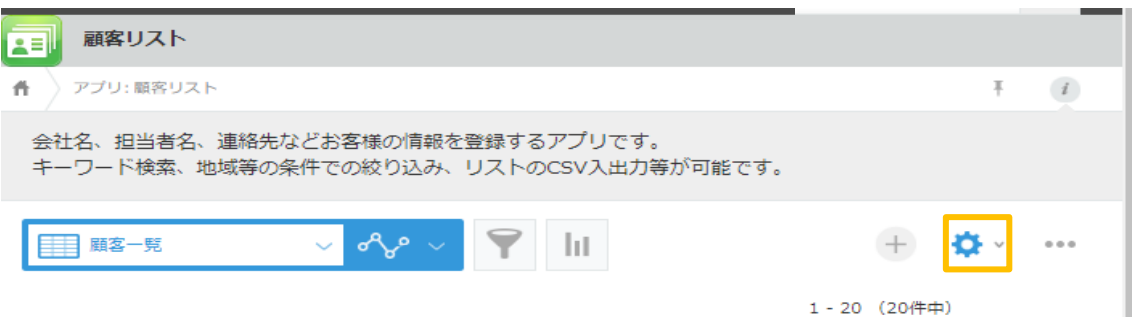 顧客リスト
アプリ: 顧客リスト
会社名、担当者名、連絡先などお客様の情報を登録するアプリです。
キーワード検索、地域等の条件での絞り込み、リストのCSV入出力等が可能です。
顧客一覧
1 - 20 （20件中）